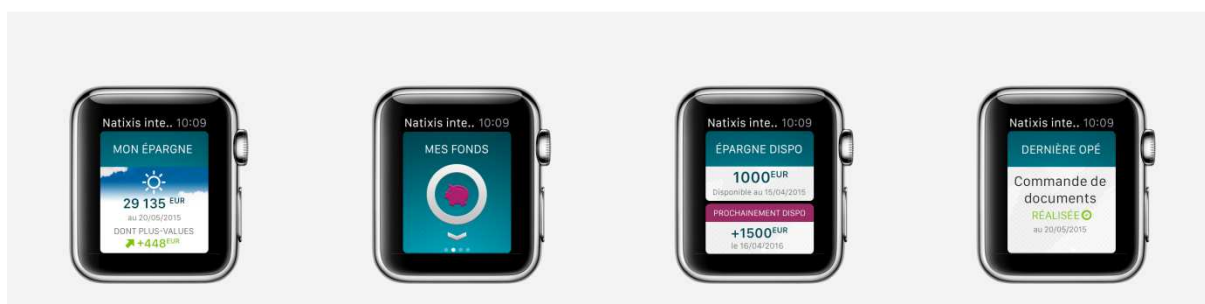 Natixis inte.. 10:09
MON ÉPARGNE
29 135 EUR
au 20/05/2015
DONT PLUS-VALUES
+448EUR
Natixis inte.. 10:09
MES FONDS
Natixis inte.. 10:09
ÉPARGNE DISPO
1000EUR
Disponible au 15/04/2015
PROCHAINEMENT DISPO
+1500EUR
le 16/04/2016
Natixis inte.. 10:09
DERNIÈRE OPÉ
Commande de
documents
RÉALISÉE
au 20/05/2015